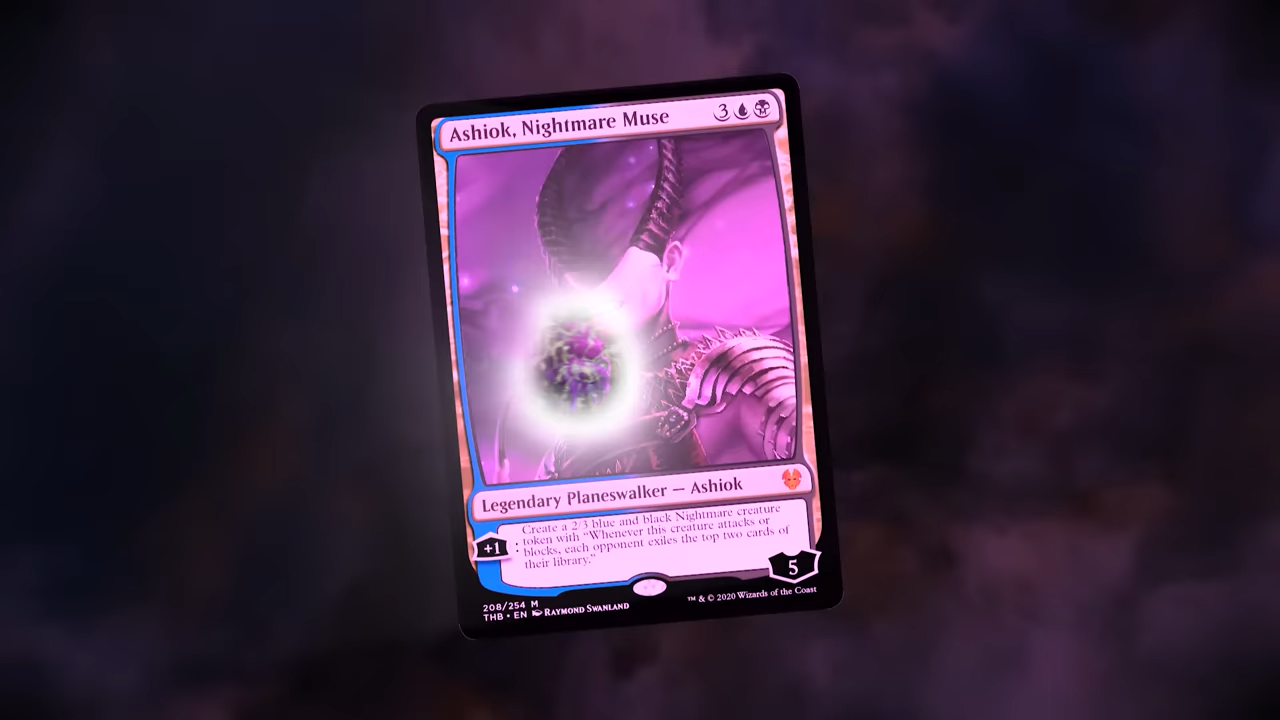 Ashiok, Nightmare Muse 3
Legendary Planeswalker — Ashiok
+1 : Create a 2/3 blue and black Nightmare creature
token with “Whenever this creature attacks or
blocks, each opponent exiles the top two cards of
their library.”
5
208/254 M
THB • EN Raymond Swanland
™ & © 2020 Wizards of the Coast